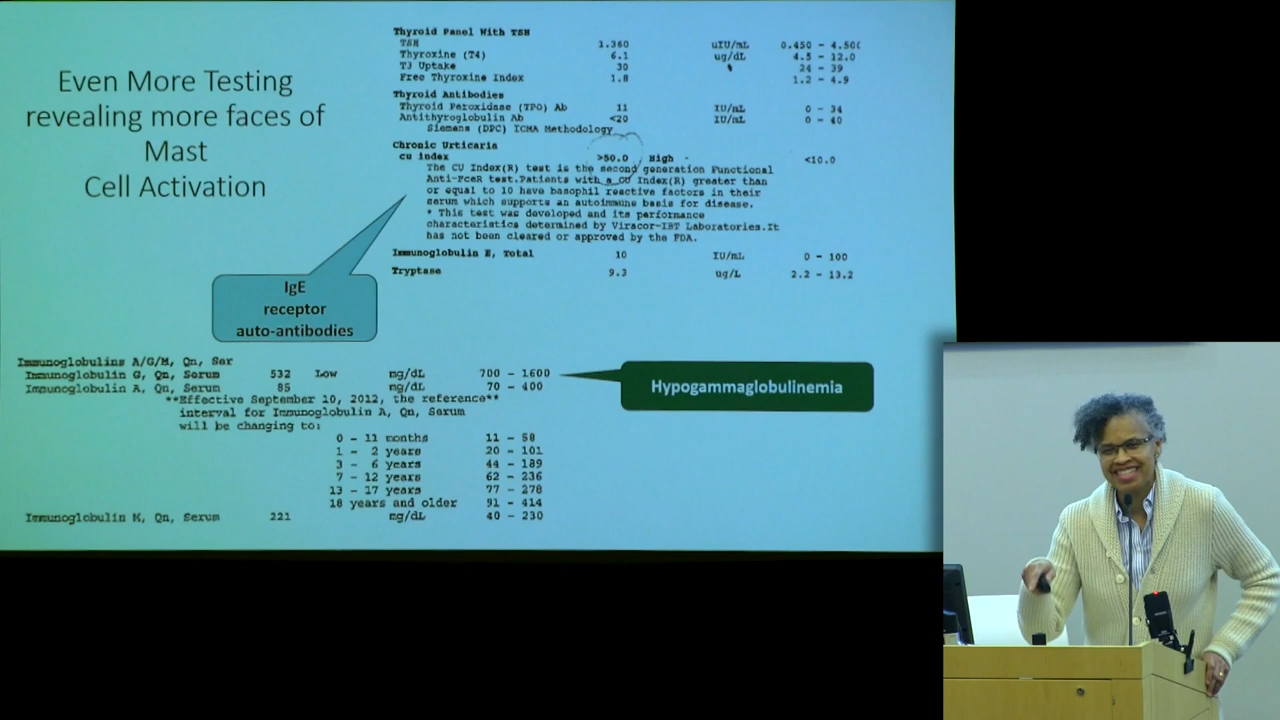 Even More Testing
revealing more faces of
Mast
Cell Activation
Thyroid Panel With TSH
TSH 1.360 uIU/mL 0.450 - 4.500
Thyroxine (T4) 6.1 ug/dL 4.5 - 12.0
T3 Uptake 30 % 24 - 39
Free Thyroxine Index 1.8 1.2 - 4.9
Thyroid Antibodies
Thyroid Peroxidase (TPO) Ab 11 IU/mL 0 - 34
Antithyroglobulin Ab <20 IU/mL 0 - 40
Siemens (DPC) ICMA Methodology
Chronic Urticaria
cu index >50.0 High <10.0
The CU Index(R) test is the second generation Functional
Anti-FceR test.Patients with a CU Index(R) greater than
or equal to 10 have basophil reactive factors in their
serum which supports an autoimmune basis for disease.
* This test was developed and its performance
characteristics determined by Viracor-IBT Laboratories.It
has not been cleared or approved by the FDA.
Immunoglobulin E, Total 10 IU/mL 0 - 100
Tryptase 9.3 ug/L 2.2 - 13.2
IgE
receptor
auto-antibodies
Immunoglobulins A/G/M, Qn, Ser
Immunoglobulin G, Qn, Serum 532 Low mg/dL 700 - 1600
Immunoglobulin A, Qn, Serum 85 mg/dL 70 - 400
**Effective September 10, 2012, the reference**
interval for Immunoglobulin A, Qn, Serum
will be changing to:
0 - 11 months 11 - 58
1 - 2 years 20 - 101
3 - 6 years 44 - 189
7 - 12 years 62 - 236
13 - 17 years 77 - 278
18 years and older 91 - 414
Immunoglobulin M, Qn, Serum 221 mg/dL 40 - 230
Hypogammaglobulinemia